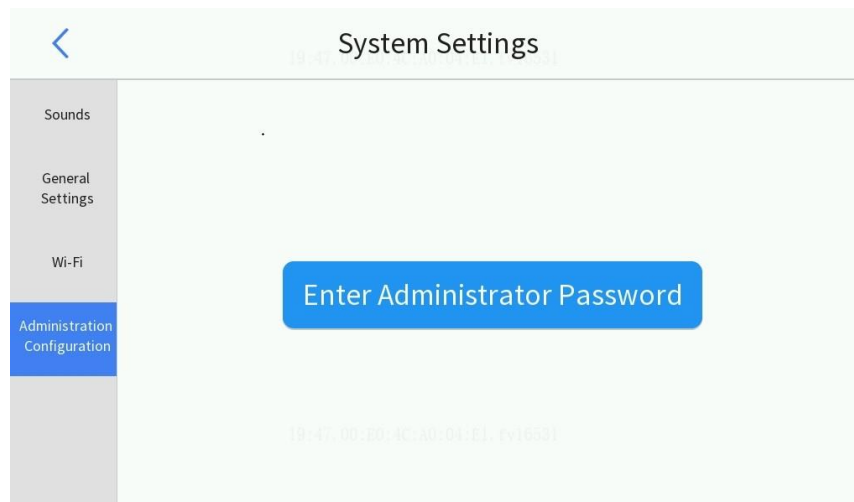 System Settings
Sounds
General
Settings
Wi-Fi
Enter Administrator Password
Administration
Configuration